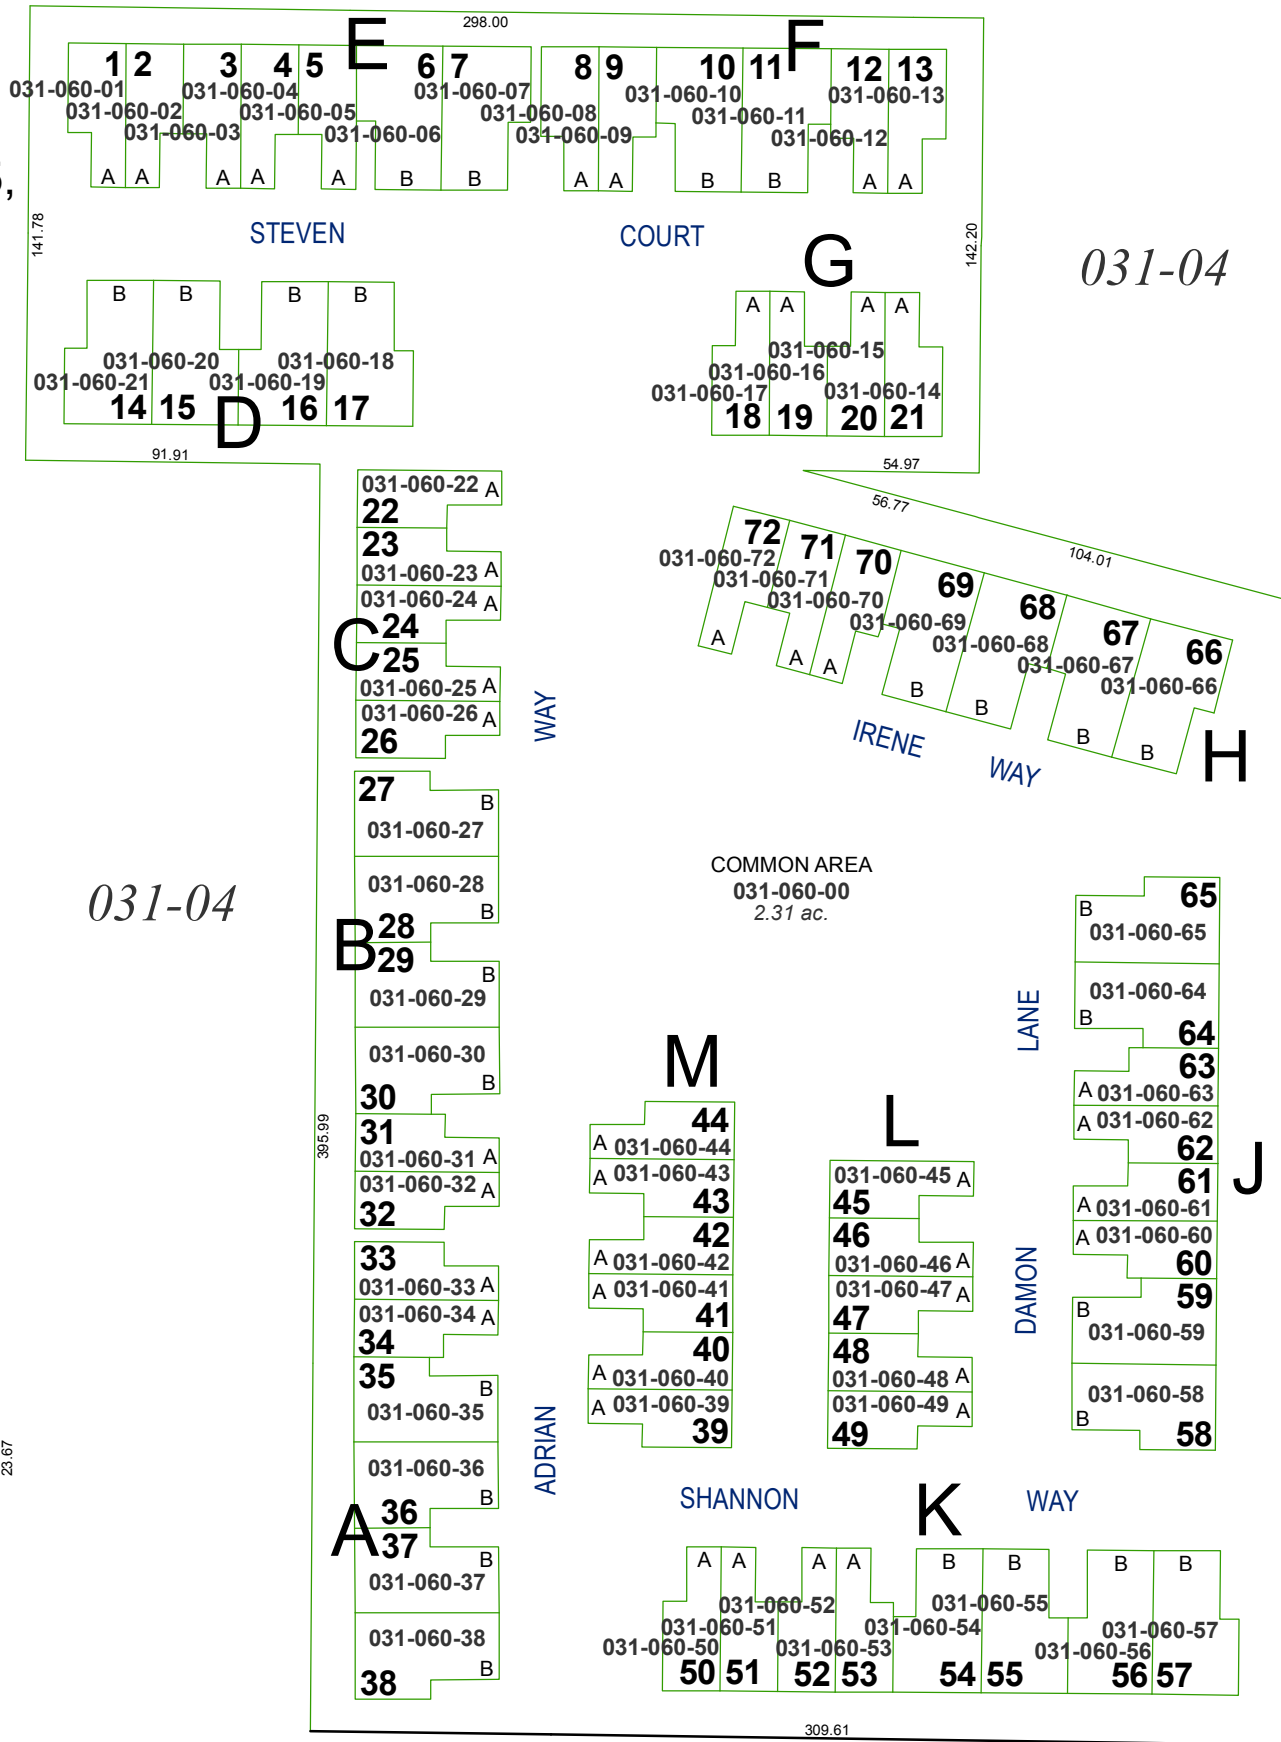 298.00
E
F
1 2 3 4 5 6 7 8 9 10 11 12 13
031-060-01 031-060-04 031-060-07 031-060-10 031-060-13
031-060-02 031-060-05 031-060-08 031-060-11
031-060-03 031-060-06 031-060-09 031-060-12
A A A A A B B A A B B A A
,
141.78
STEVEN COURT
142.20
G
031-04
B B B B
A A A A
031-060-20 031-060-18
031-060-21 031-060-19
14 15 16 17
D
031-060-15
031-060-16
031-060-17 031-060-14
18 19 20 21
91.91
54.97
56.77
104.01
031-060-22 A
22
23
031-060-23 A
031-060-24 A
24
C
25
031-060-25 A
031-060-26 A
26
WAY
72 71 70 69 68 67 66
031-060-72
031-060-71
031-060-70
031-060-69
031-060-68
031-060-67
031-060-66
A A A B B B B
IRENE WAY
H
27
B
031-060-27
031-060-28
B
28
B
29
B
031-060-29
031-060-30
B
30
31
031-060-31 A
031-060-32 A
32
031-04
395.99
COMMON AREA
031-060-00
2.31 ac.
65
B
031-060-65
031-060-64
B
64
63
A 031-060-63
A 031-060-62
62
J
61
A 031-060-61
A 031-060-60
60
59
B
031-060-59
031-060-58
B
58
LANE
DAMON
M
44
A 031-060-44
A 031-060-43
43
42
A 031-060-42
A 031-060-41
41
40
A 031-060-40
A 031-060-39
39
L
031-060-45 A
45
46
031-060-46 A
031-060-47 A
47
48
031-060-48 A
031-060-49 A
49
33
031-060-33 A
031-060-34 A
34
35
B
031-060-35
031-060-36
B
36
A
37
B
031-060-37
031-060-38
B
38
ADRIAN
23.67
SHANNON WAY
K
A A A A B B B B
031-060-52 031-060-55
031-060-51 031-060-54 031-060-57
031-060-50 031-060-53 031-060-56
50 51 52 53 54 55 56 57
309.61